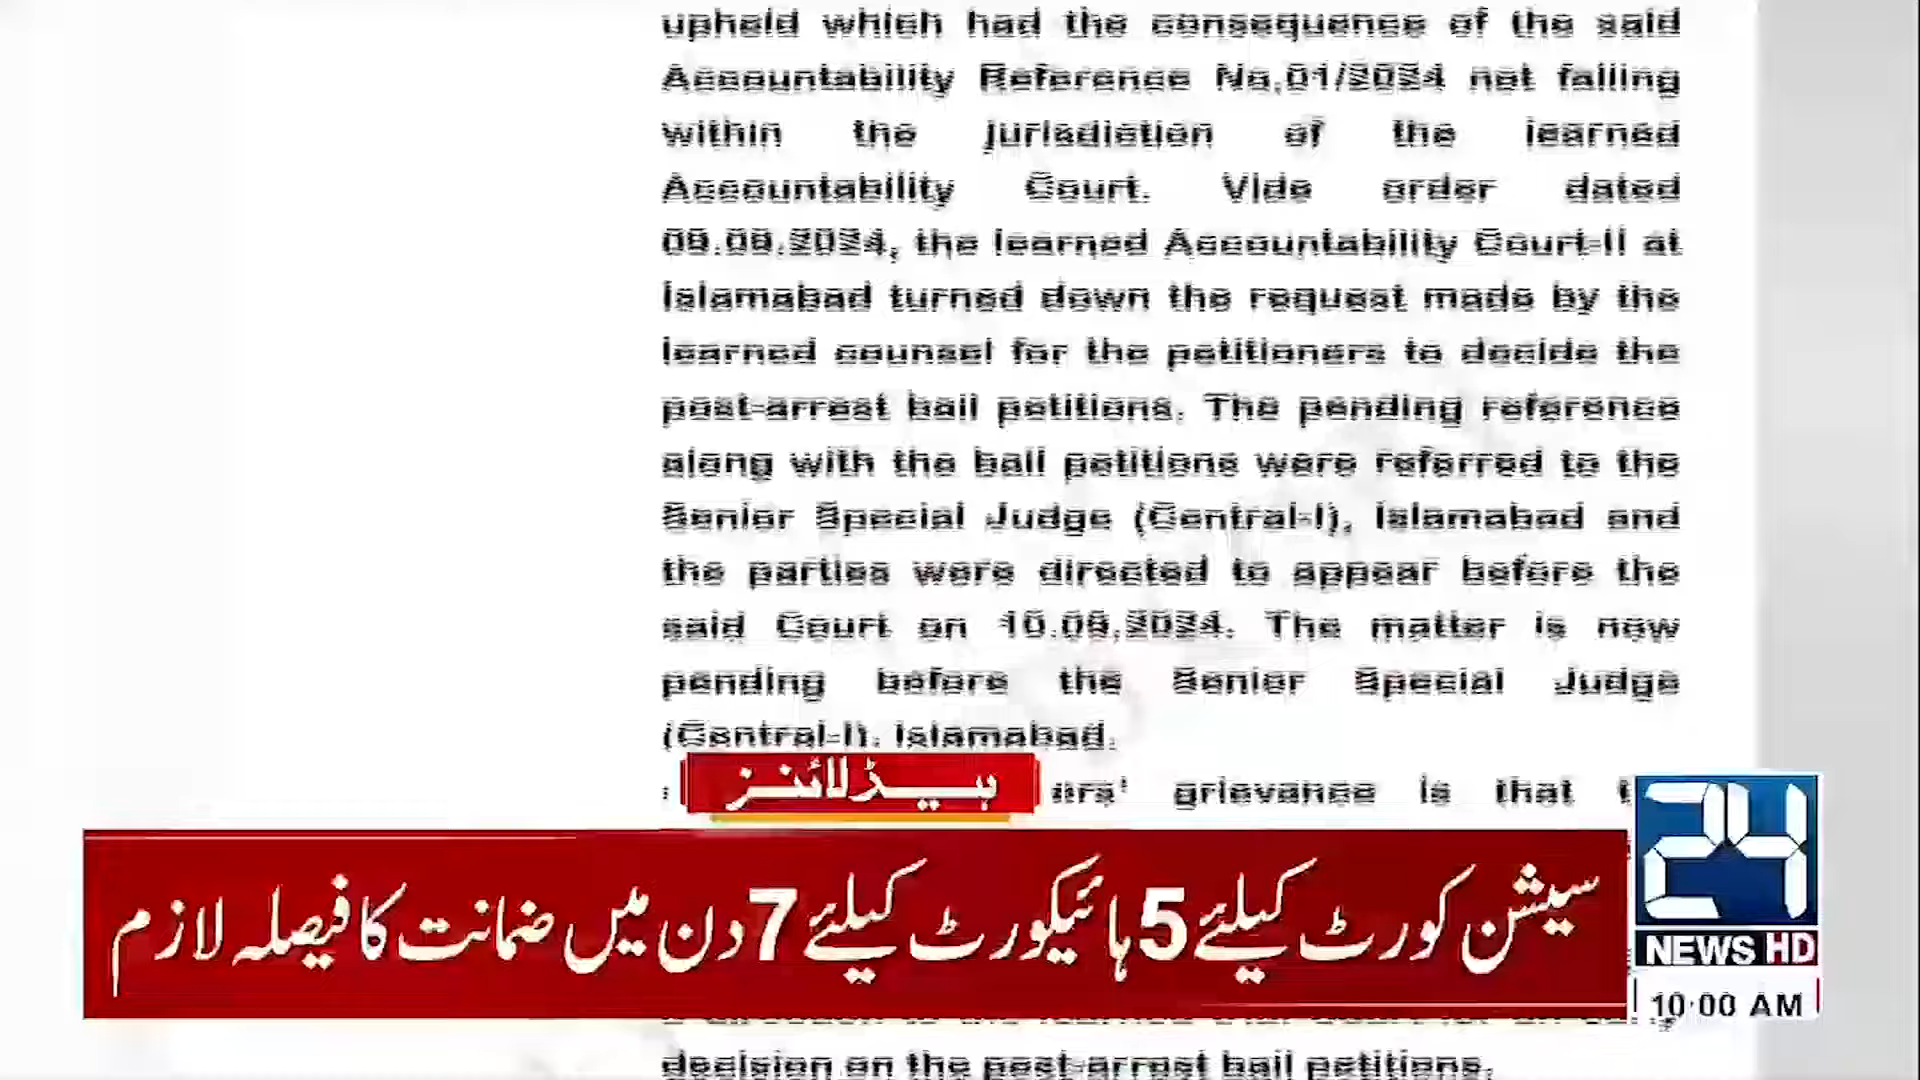 upheld which had the consequence of the said
Accountability Reference No.01/2024 not falling
within the jurisdiction of the learned
Accountability Court. Vide order dated
09.09.2024, the learned Accountability Court-II at
Islamabad turned down the request made by the
learned counsel for the petitioners to decide the
post-arrest bail petitions. The pending reference
along with the bail petitions were referred to the
Senior Special Judge (Central-I), Islamabad and
the parties were directed to appear before the
said Court on 10.09.2024. The matter is now
pending before the Senior Special Judge
(Central-I), Islamabad.
ers' grievance is that
ہیڈلائنز
سیشن کورٹ کیلئے 5 ہائیکورٹ کیلئے 7 دن میں ضمانت کا فیصلہ لازم
24
NEWS HD
10:00 AM
decision on the post-arrest bail petitions.